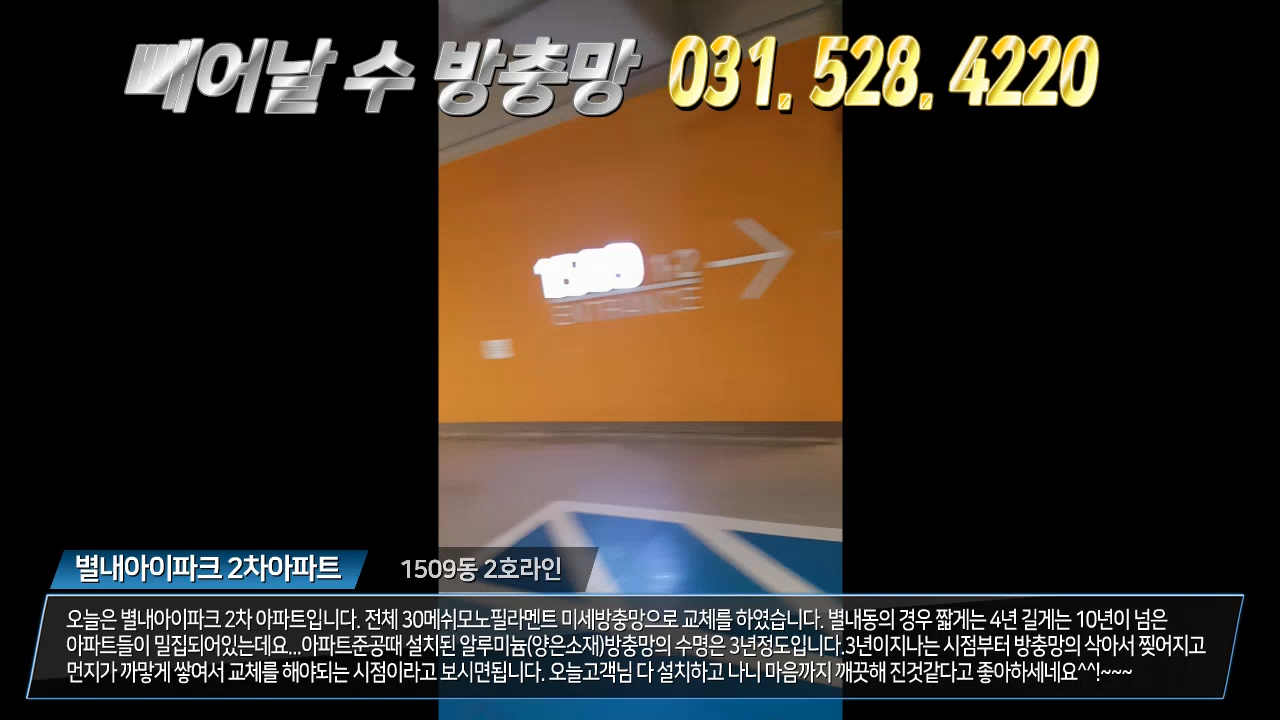 빼어날 수 방충망 031. 528. 4220
ENTRANCE
별내아이파크 2차아파트 1509동 2호라인
오늘은 별내아이파크 2차 아파트입니다. 전체 30메쉬모노필라멘트 미세방충망으로 교체를 하였습니다. 별내동의 경우 짧게는 4년 길게는 10년이 넘은
아파트들이 밀집되어있는데요...아파트준공때 설치된 알루미늄(양은소재)방충망의 수명은 3년정도입니다.3년이지나는 시점부터 방충망의 삭아서 찢어지고
먼지가 까맣게 쌓여서 교체를 해야되는 시점이라고 보시면됩니다. 오늘고객님 다 설치하고 나니 마음까지 깨끗해 진것같다고 좋아하세네요^^!~~~